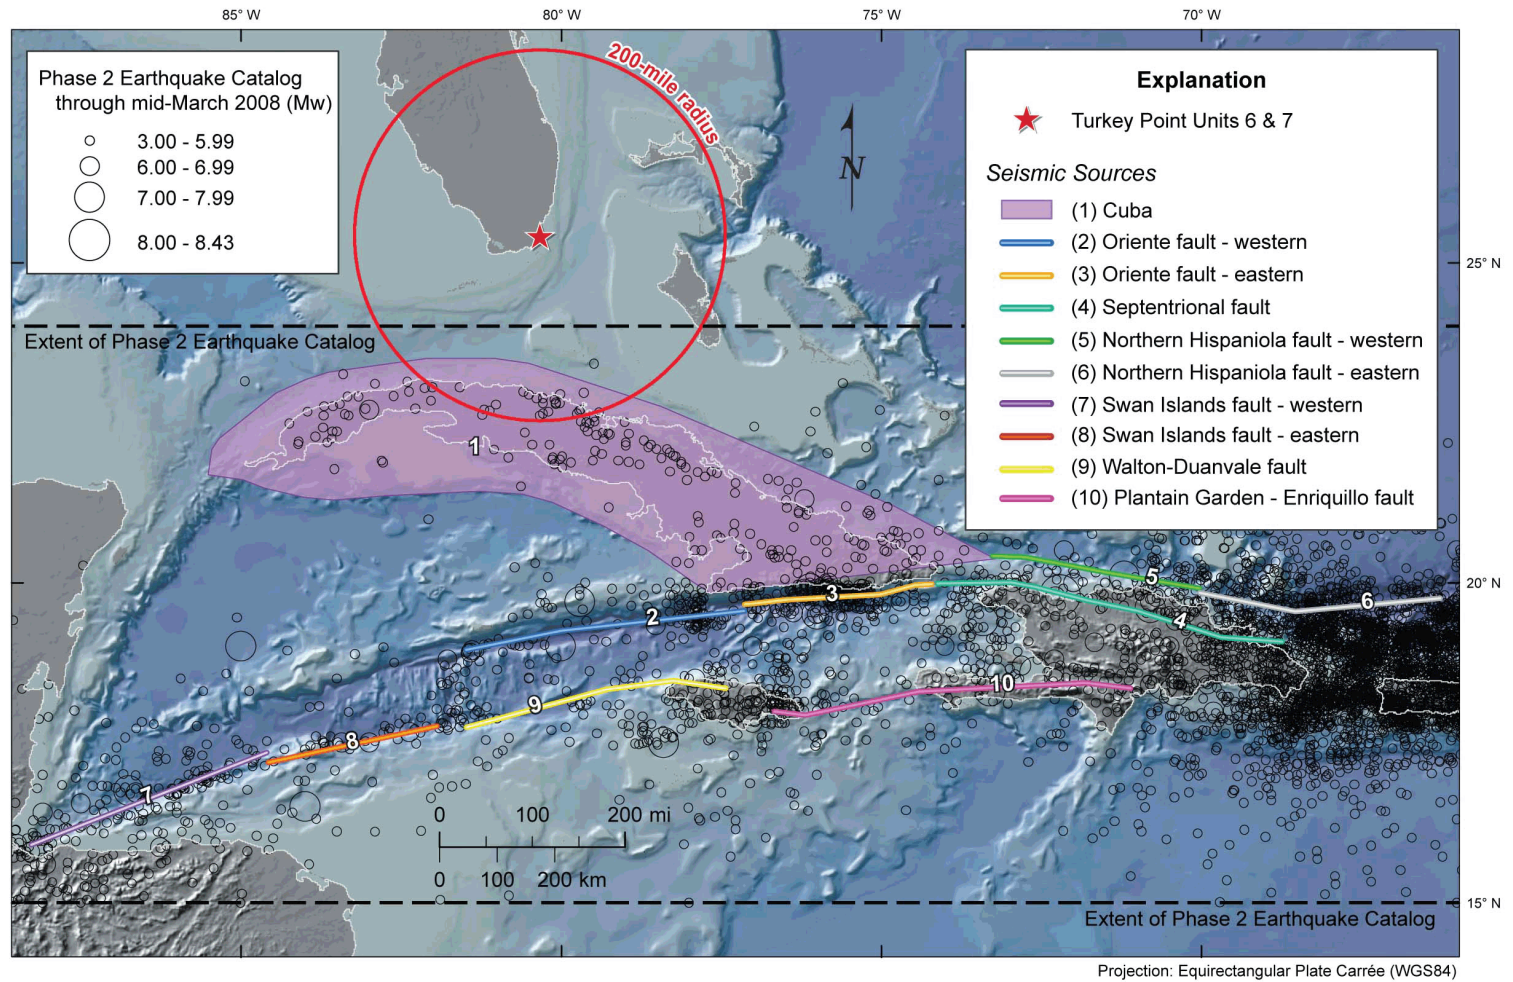 85° W
80° W
75° W
70° W
Phase 2 Earthquake Catalog
through mid-March 2008 (Mw)
3.00 - 5.99
6.00 - 6.99
7.00 - 7.99
8.00 - 8.43
200-mile radius
N
Explanation
Turkey Point Units 6 & 7
Seismic Sources
(1) Cuba
(2) Oriente fault - western
(3) Oriente fault - eastern
(4) Septentrional fault
(5) Northern Hispaniola fault - western
(6) Northern Hispaniola fault - eastern
(7) Swan Islands fault - western
(8) Swan Islands fault - eastern
(9) Walton-Duanvale fault
(10) Plantain Garden - Enriquillo fault
25° N
Extent of Phase 2 Earthquake Catalog
1
20° N
5
3
6
2
4
10
9
8
7
0 100 200 mi
0 100 200 km
15° N
Extent of Phase 2 Earthquake Catalog
Projection: Equirectangular Plate Carrée (WGS84)